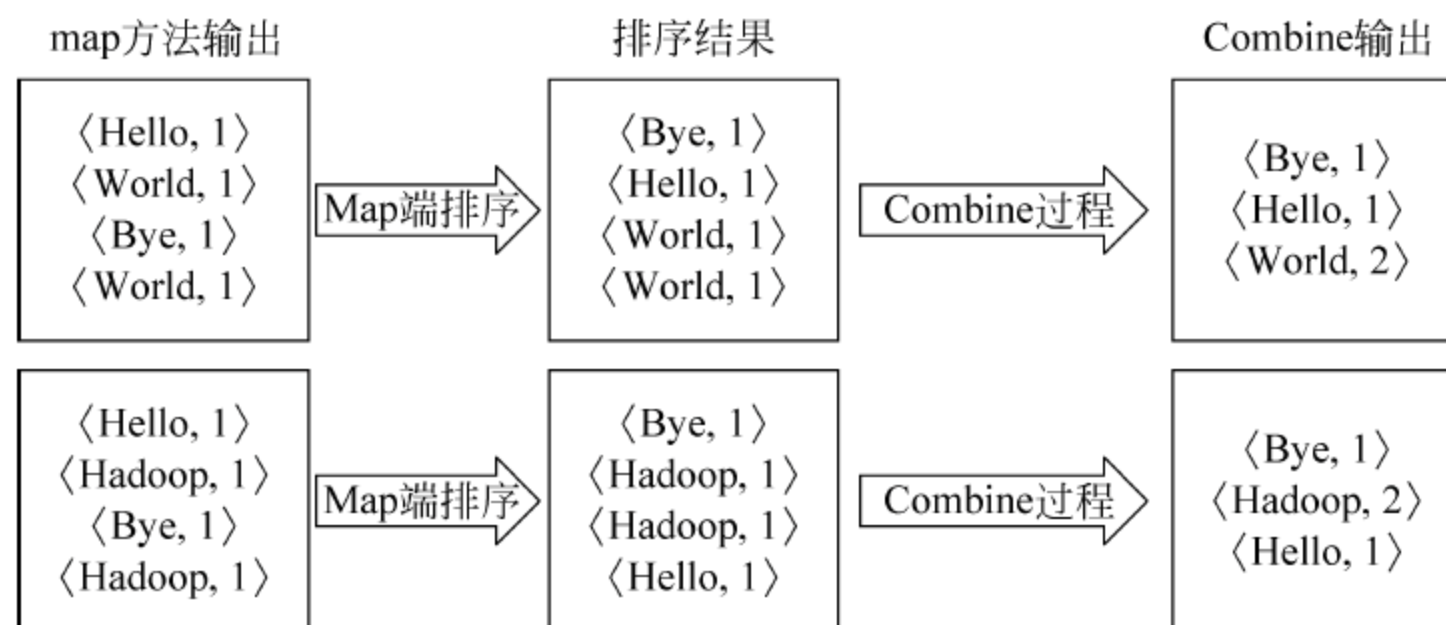 map方法输出
排序结果
Combine输出
〈Hello, 1〉
〈World, 1〉
〈Bye, 1〉
〈World, 1〉
Map端排序
〈Bye, 1〉
〈Hello, 1〉
〈World, 1〉
〈World, 1〉
Combine过程
〈Bye, 1〉
〈Hello, 1〉
〈World, 2〉
〈Hello, 1〉
〈Hadoop, 1〉
〈Bye, 1〉
〈Hadoop, 1〉
Map端排序
〈Bye, 1〉
〈Hadoop, 1〉
〈Hadoop, 1〉
〈Hello, 1〉
Combine过程
〈Bye, 1〉
〈Hadoop, 2〉
〈Hello, 1〉